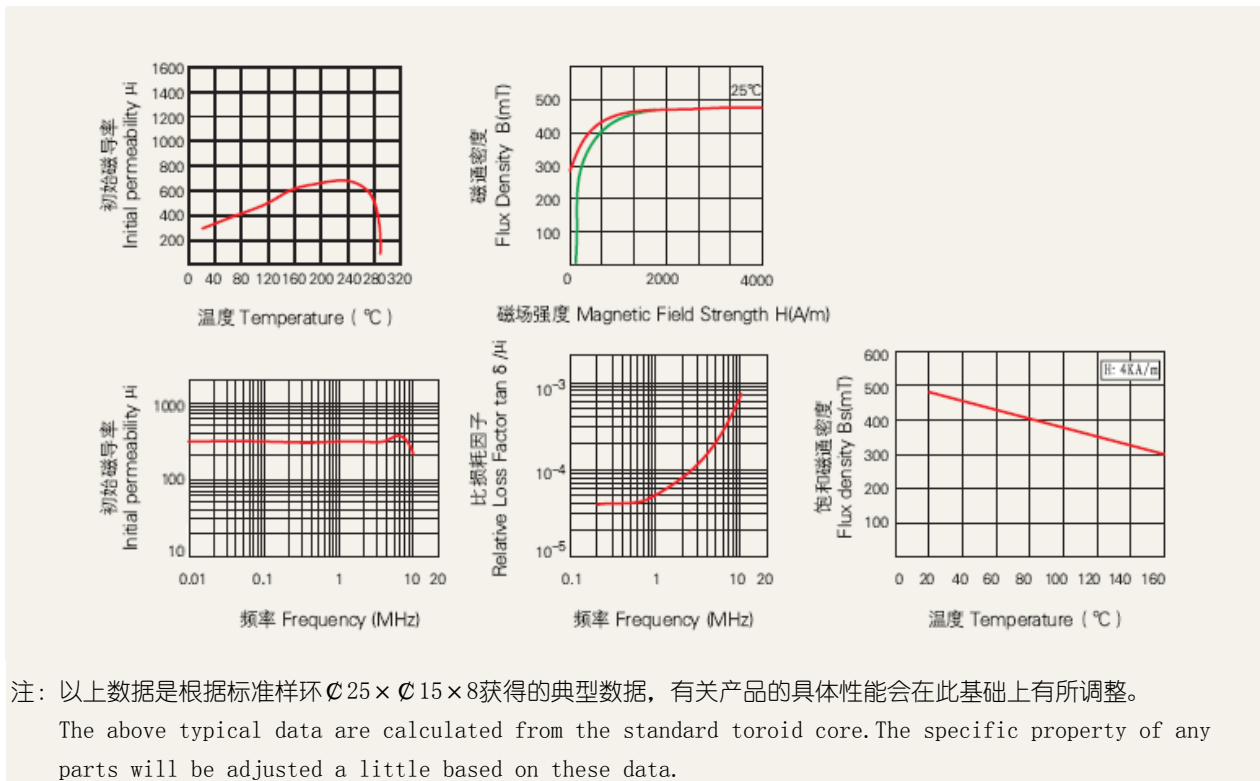 初始磁导率
Initial permeability μi
1600
1400
1200
1000
800
600
400
200
0 40 80 120 160 200 240 280 320
温度 Temperature ( ℃ )
磁通密度
Flux Density B(mT)
500
400
300
200
100
25℃
0 2000 4000
磁场强度 Magnetic Field Strength H(A/m)
初始磁导率
Initial permeability μi
1000
100
10
0.01 0.1 1 10 20
频率 Frequency (MHz)
比损耗因子
Relative Loss Factor tan δ /μi
10⁻³
10⁻⁴
10⁻⁵
0.1 1 10 20
频率 Frequency (MHz)
饱和磁通密度
Flux density Bs(mT)
600
500
400
300
200
100
H: 4KA/m
0 20 40 60 80 100 120 140 160
温度 Temperature ( ℃ )
注: 以上数据是根据标准样环₡25×₡15×8获得的典型数据，有关产品的具体性能会在此基础上有所调整。
The above typical data are calculated from the standard toroid core.The specific property of any
parts will be adjusted a little based on these data.